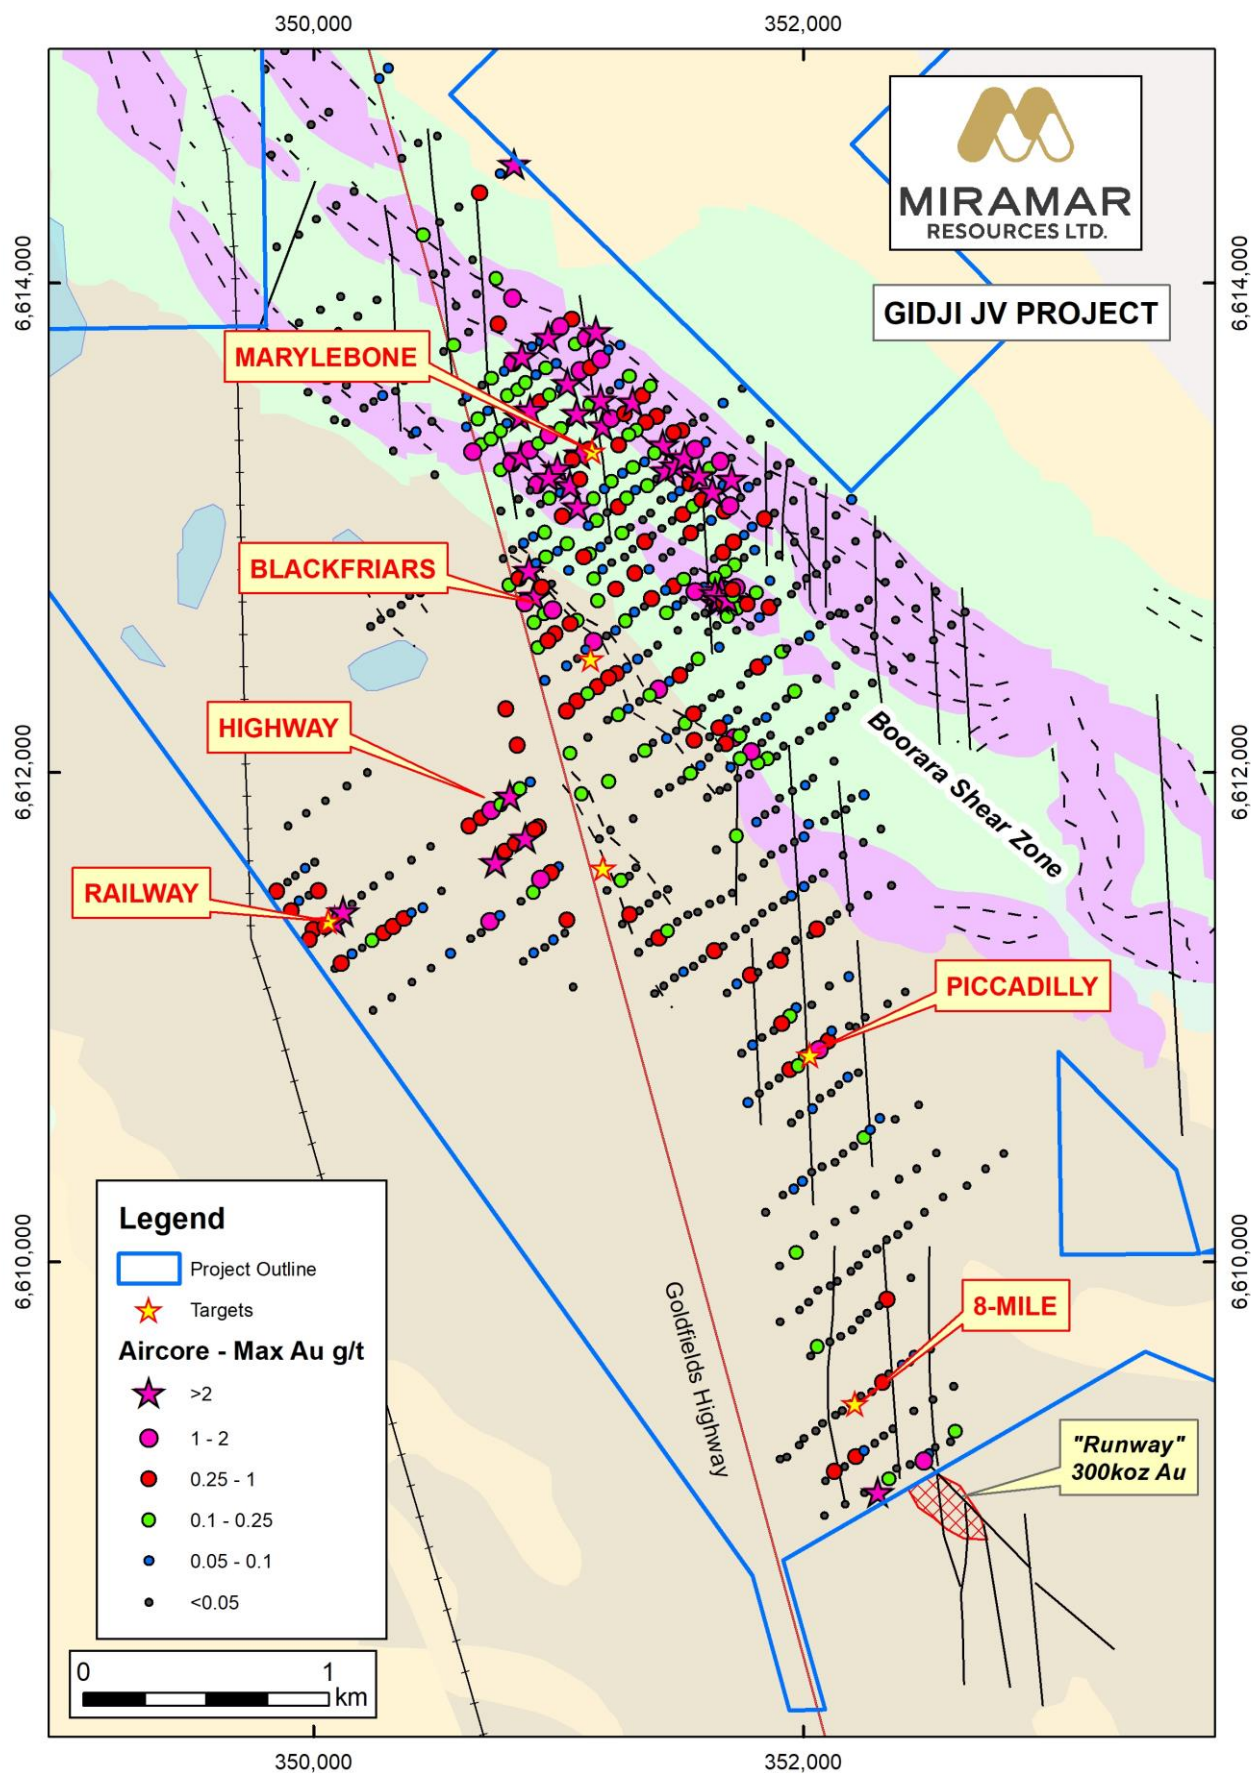 350,000
352,000
MIRAMAR
RESOURCES LTD.
6,614,000
6,614,000
GIDJI JV PROJECT
MARYLEBONE
BLACKFRIARS
HIGHWAY
Boorara Shear Zone
6,612,000
6,612,000
RAILWAY
PICCADILLY
Legend
Project Outline
Targets
Aircore - Max Au g/t
>2
1 - 2
0.25 - 1
0.1 - 0.25
0.05 - 0.1
<0.05
6,610,000
6,610,000
8-MILE
Goldfields Highway
"Runway"
300koz Au
0 1
km
350,000
352,000